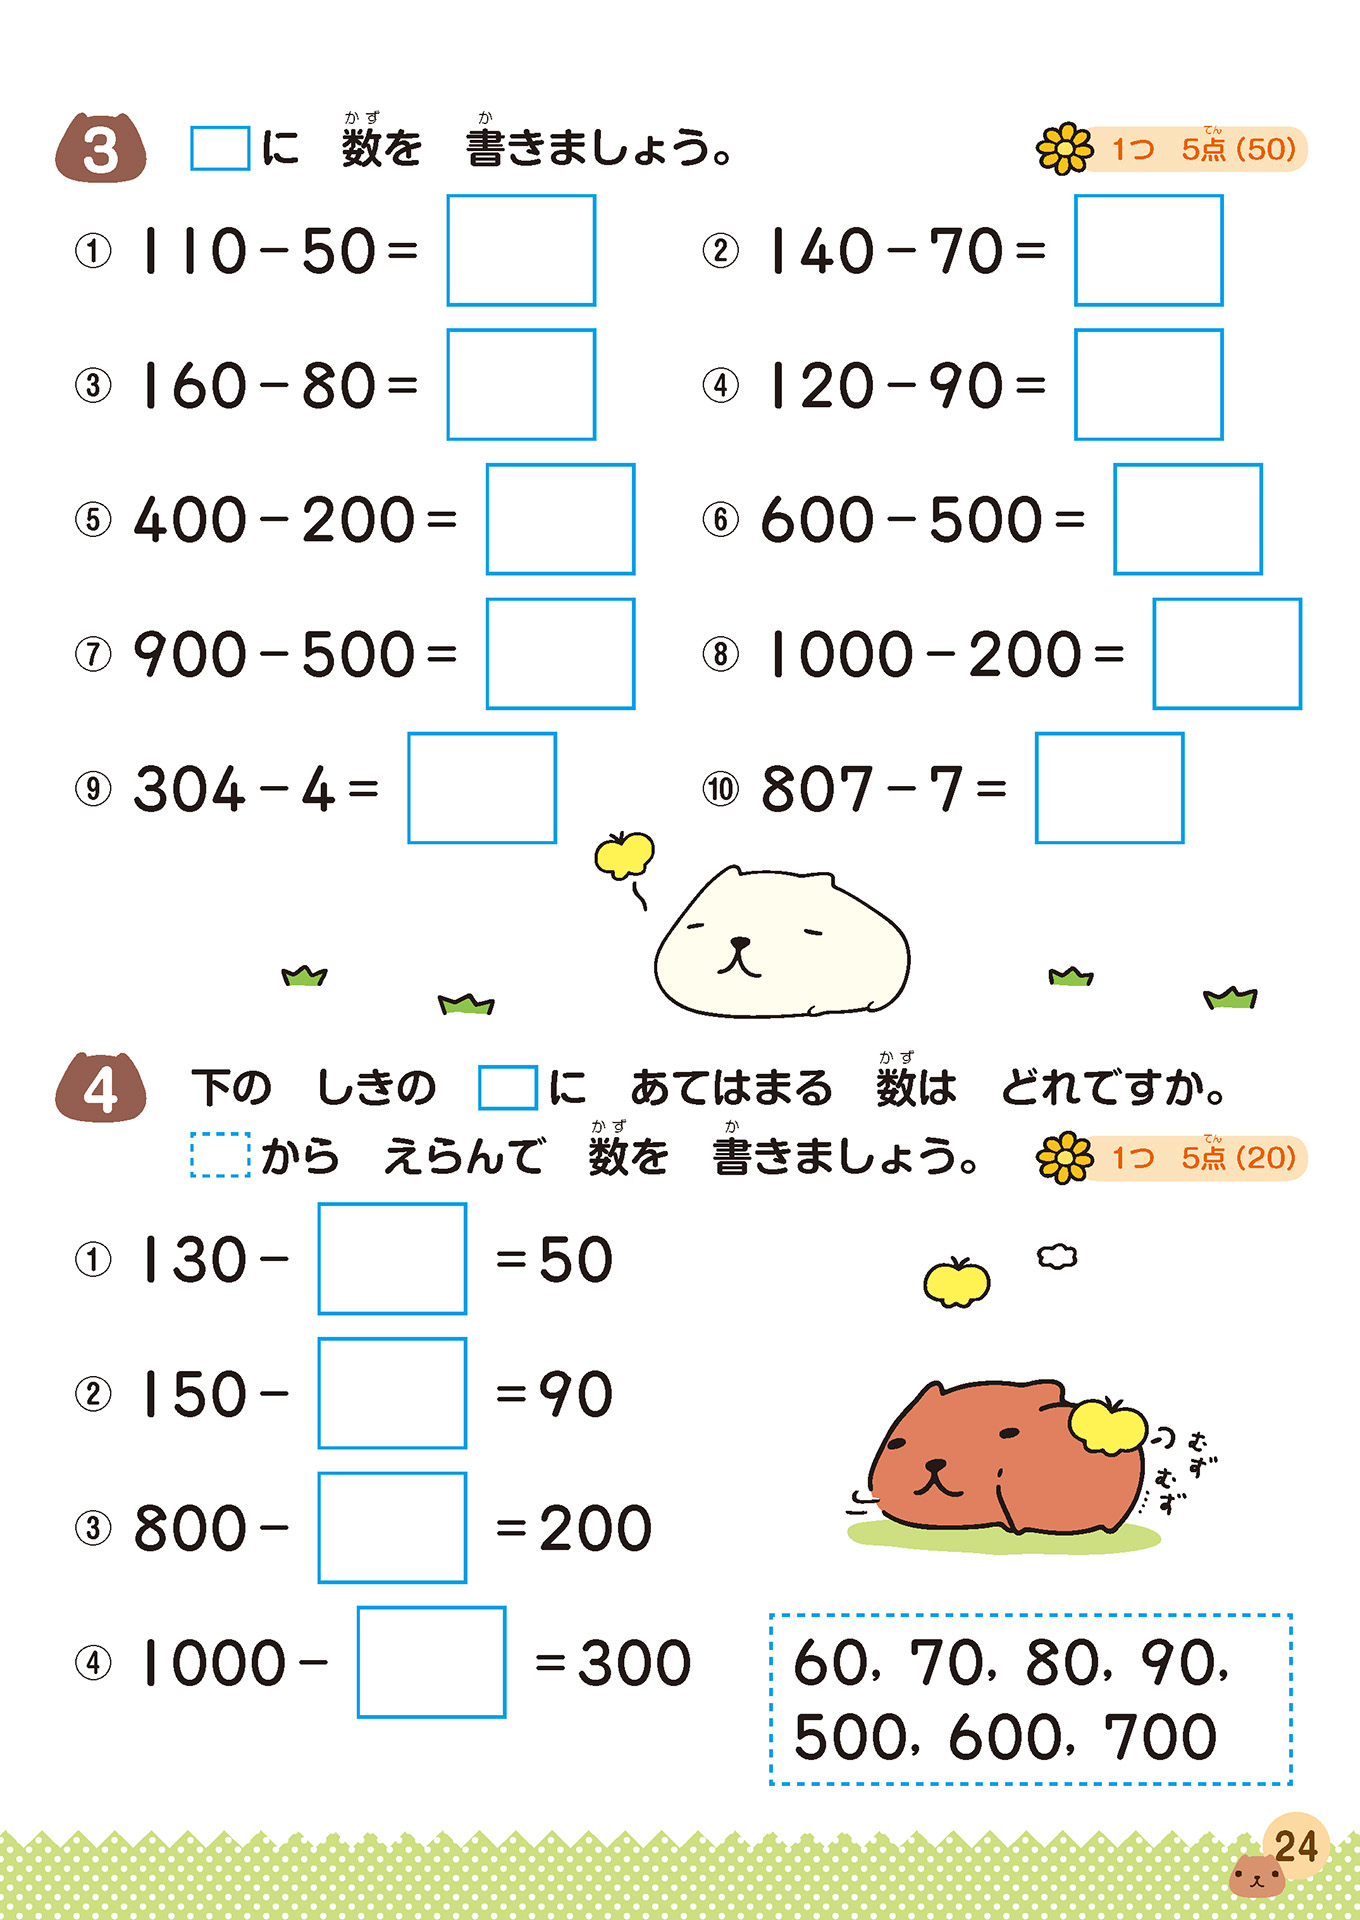 3 □に 数を 書きましょう。 1つ 5点(50)
かず か てん
① 110－50＝
② 140－70＝
③ 160－80＝
④ 120－90＝
⑤ 400－200＝
⑥ 600－500＝
⑦ 900－500＝
⑧ 1000－200＝
⑨ 304－4＝
⑩ 807－7＝
4 下の しきの □に あてはまる 数は どれですか。
かず
から えらんで 数を 書きましょう。 1つ 5点(20)
かず か てん
① 130－□＝50
② 150－□＝90
③ 800－□＝200
④ 1000－□＝300
むず
むず
60, 70, 80, 90,
500, 600, 700
24